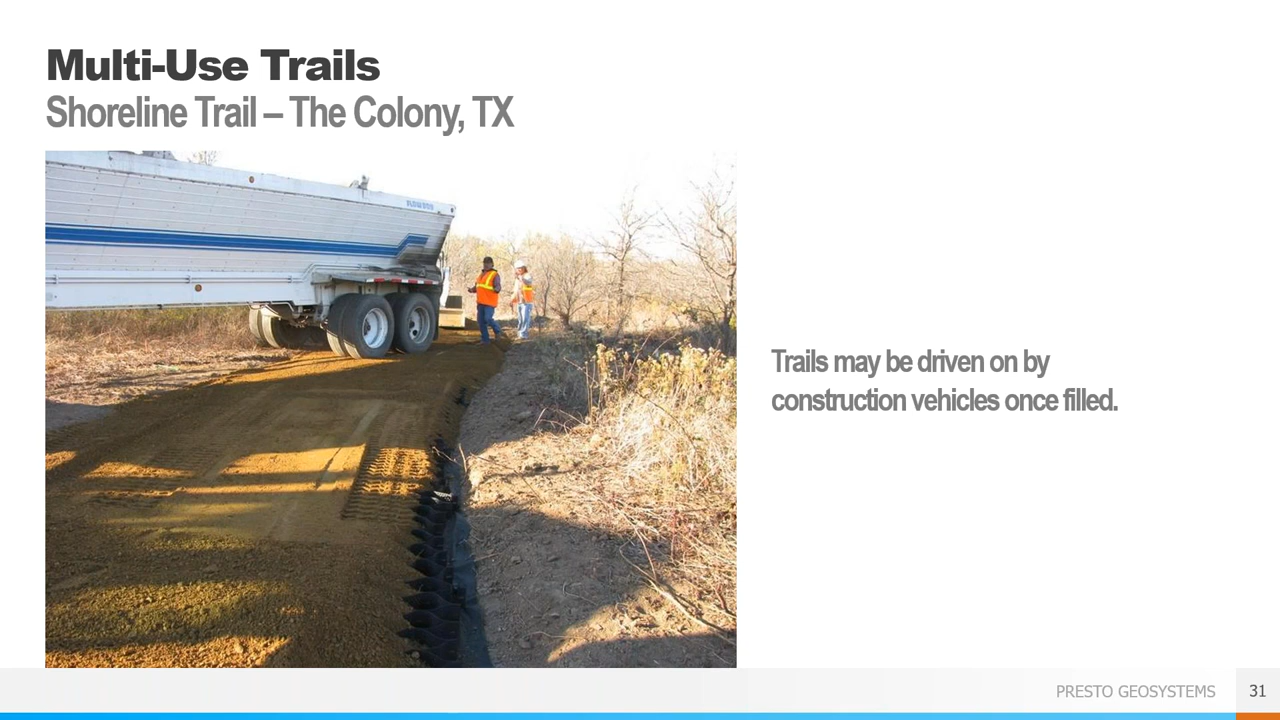 Multi-Use Trails
Shoreline Trail – The Colony, TX
Trails may be driven on by
construction vehicles once filled.
PRESTO GEOSYSTEMS
31